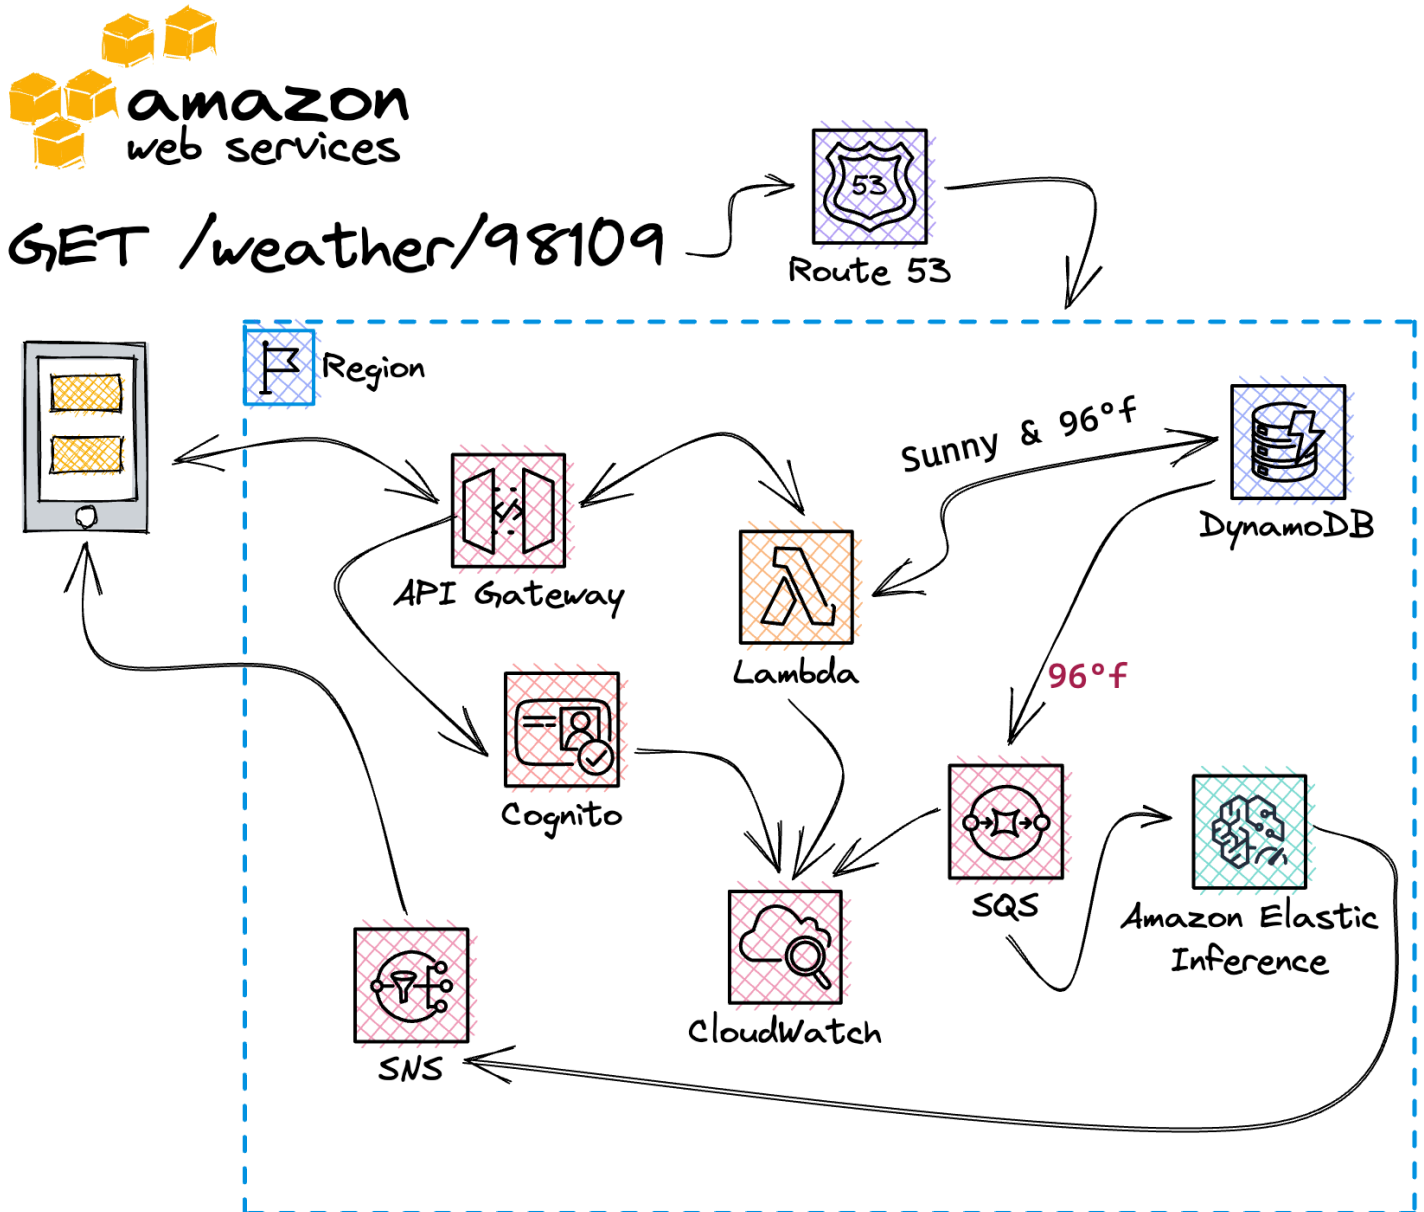 amazon
web services
GET /weather/98109
53
Route 53
Region
Sunny & 96°f
DynamoDB
</>
API Gateway
Lambda
96°f
Cognito
SQS
Amazon Elastic
Inference
CloudWatch
SNS